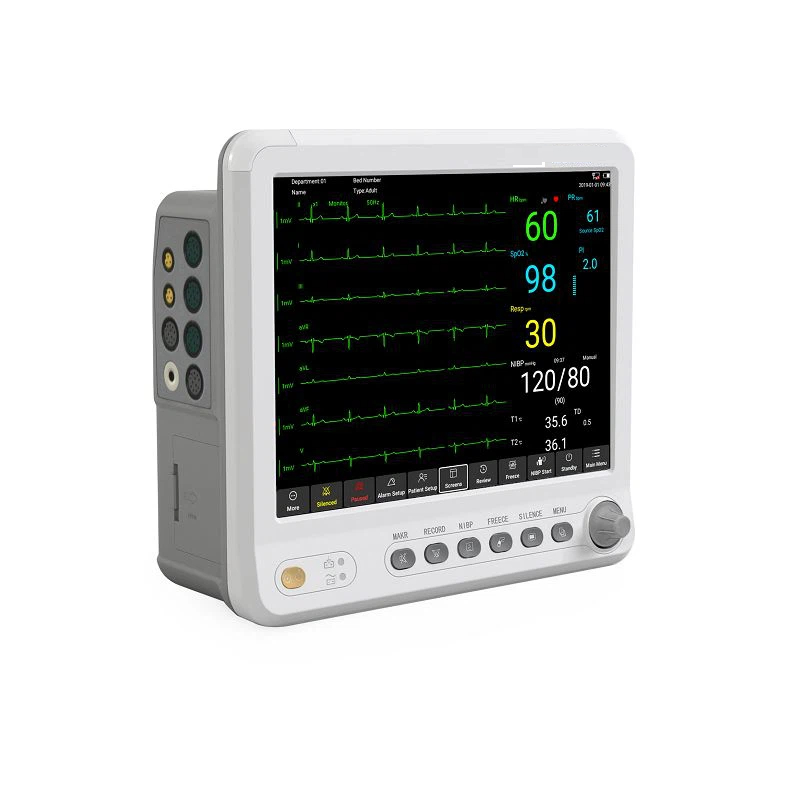 Department:01 Bed Number
Name Type:Adult
2019-01-01 09:43
II x1 Monitor 50Hz
1mV
I
1mV
III
1mV
aVR
1mV
aVL
1mV
aVF
1mV
V
1mV
HR bpm
60
PR bpm
61
Source SpO2
SpO2 %
98
PI
2.0
Resp rpm
30
NIBP mmHg 09:37 Manual
120/80
(90)
T1 °C 35.6 TD
0.5
T2 °C 36.1
More
Silenced
Paused
Alarm Setup
Patient Setup
Screens
Review
Freeze
NIBP Start
Standby
Main Menu
MAKR RECORD NIBP FREECE SILENCE MENU